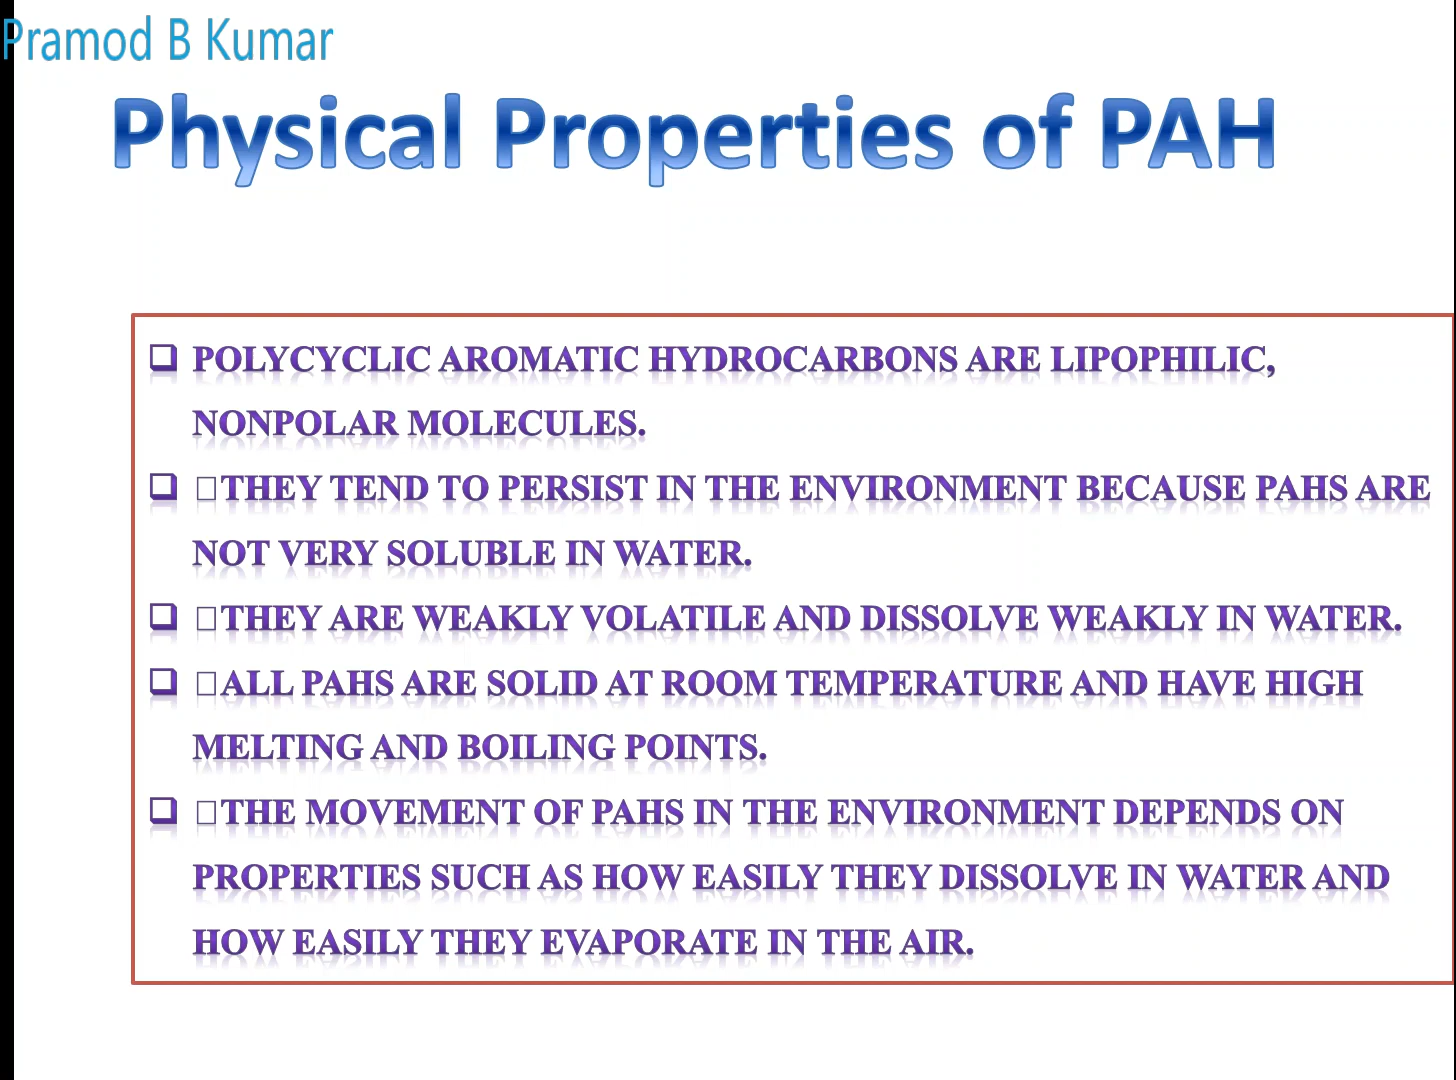 Pramod B Kumar
Physical Properties of PAH
❑ POLYCYCLIC AROMATIC HYDROCARBONS ARE LIPOPHILIC,
NONPOLAR MOLECULES.
❑ □THEY TEND TO PERSIST IN THE ENVIRONMENT BECAUSE PAHS ARE
NOT VERY SOLUBLE IN WATER.
❑ □THEY ARE WEAKLY VOLATILE AND DISSOLVE WEAKLY IN WATER.
❑ □ALL PAHS ARE SOLID AT ROOM TEMPERATURE AND HAVE HIGH
MELTING AND BOILING POINTS.
❑ □THE MOVEMENT OF PAHS IN THE ENVIRONMENT DEPENDS ON
PROPERTIES SUCH AS HOW EASILY THEY DISSOLVE IN WATER AND
HOW EASILY THEY EVAPORATE IN THE AIR.